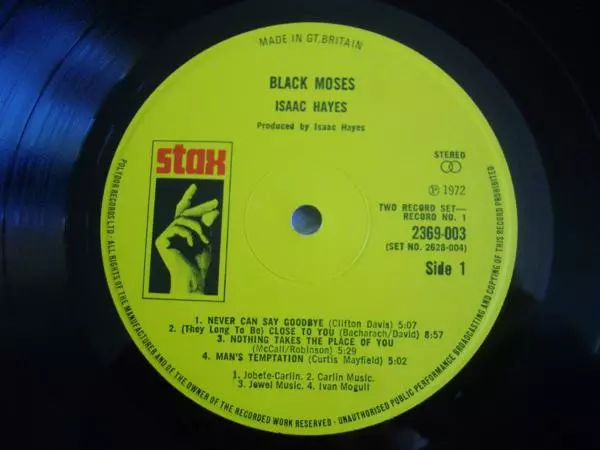 MADE IN GT. BRITAIN
BLACK MOSES
ISAAC HAYES
Produced by Isaac Hayes
stax
STEREO
Ⓟ 1972
TWO RECORD SET—
RECORD NO. 1
2369-003
(SET NO. 2628-004)
Side 1
1. NEVER CAN SAY GOODBYE (Clifton Davis) 5:07
2. (They Long To Be) CLOSE TO YOU (Bacharach/David) 8:57
3. NOTHING TAKES THE PLACE OF YOU
(McCall/Robinson) 5:29
4. MAN'S TEMPTATION (Curtis Mayfield) 5:02
1. Jobete-Carlin. 2. Carlin Music.
3. Jewel Music. 4. Ivan Mogull
POLYDOR RECORDS LTD · ALL RIGHTS OF THE MANUFACTURER AND OF THE OWNER OF THE RECORDED WORK RESERVED · UNAUTHORISED PUBLIC PERFORMANCE BROADCASTING AND COPYING OF THIS RECORD PROHIBITED